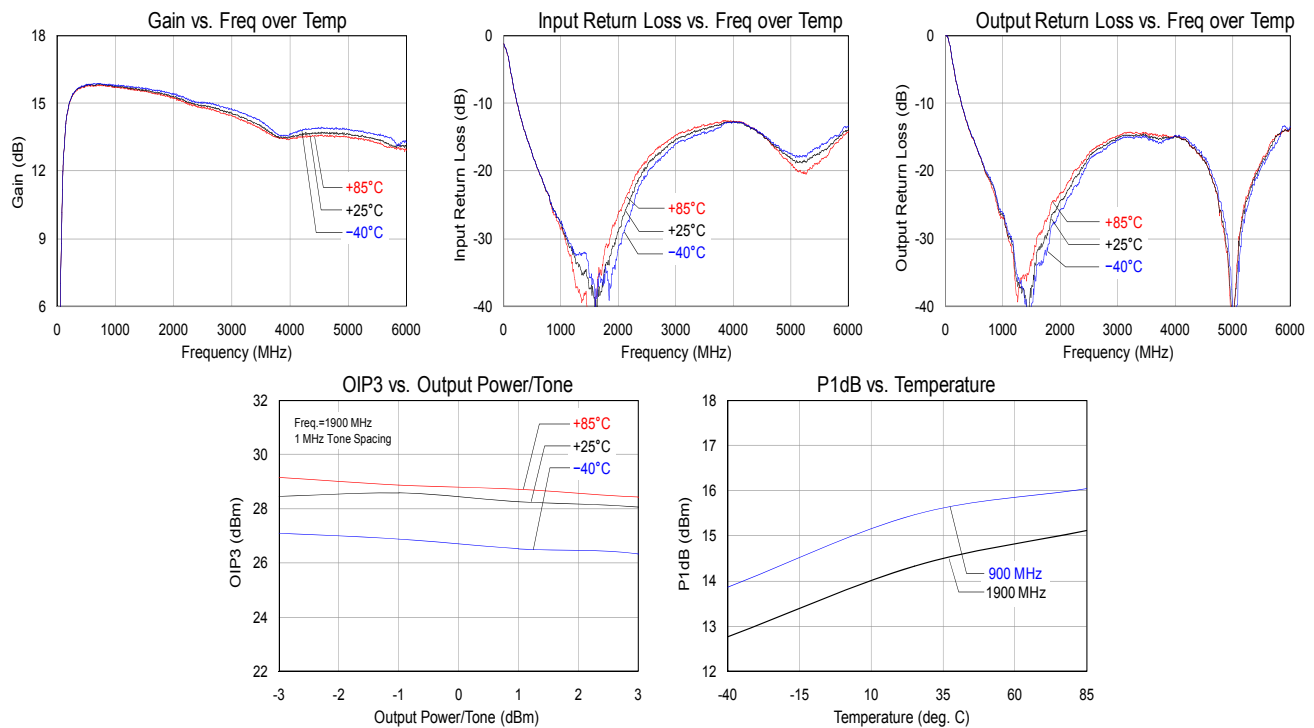 Gain vs. Freq over Temp
18
15
12
9
6
Gain (dB)
+85°C
+25°C
−40°C
0 1000 2000 3000 4000 5000 6000
Frequency (MHz)
Input Return Loss vs. Freq over Temp
0
-10
-20
-30
-40
Input Return Loss (dB)
+85°C
+25°C
−40°C
0 1000 2000 3000 4000 5000 6000
Frequency (MHz)
Output Return Loss vs. Freq over Temp
0
-10
-20
-30
-40
Output Return Loss (dB)
+85°C
+25°C
−40°C
0 1000 2000 3000 4000 5000 6000
Frequency (MHz)
OIP3 vs. Output Power/Tone
32
30
28
26
24
22
OIP3 (dBm)
Freq.=1900 MHz
1 MHz Tone Spacing
+85°C
+25°C
−40°C
-3 -2 -1 0 1 2 3
Output Power/Tone (dBm)
P1dB vs. Temperature
18
17
16
15
14
13
12
P1dB (dBm)
900 MHz
1900 MHz
-40 -15 10 35 60 85
Temperature (deg. C)